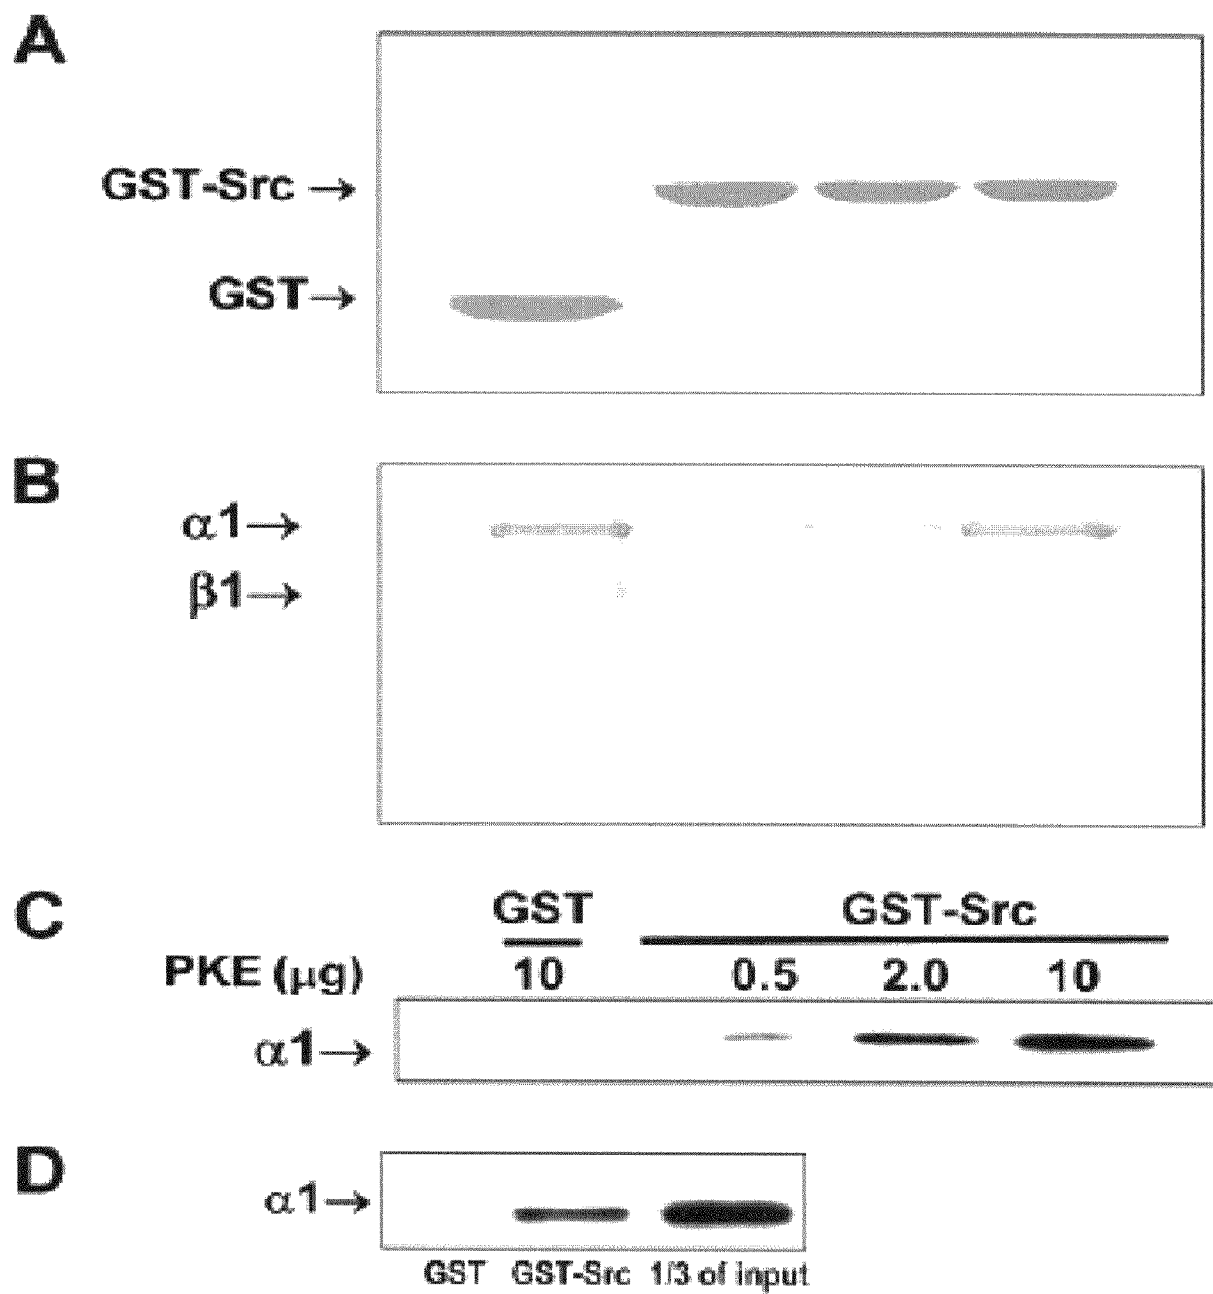 A
GST-Src →
GST→
B
α1→
β1→
C
GST GST-Src
PKE (μg) 10 0.5 2.0 10
α1→
D
α1→
GST GST-Src 1/3 of input